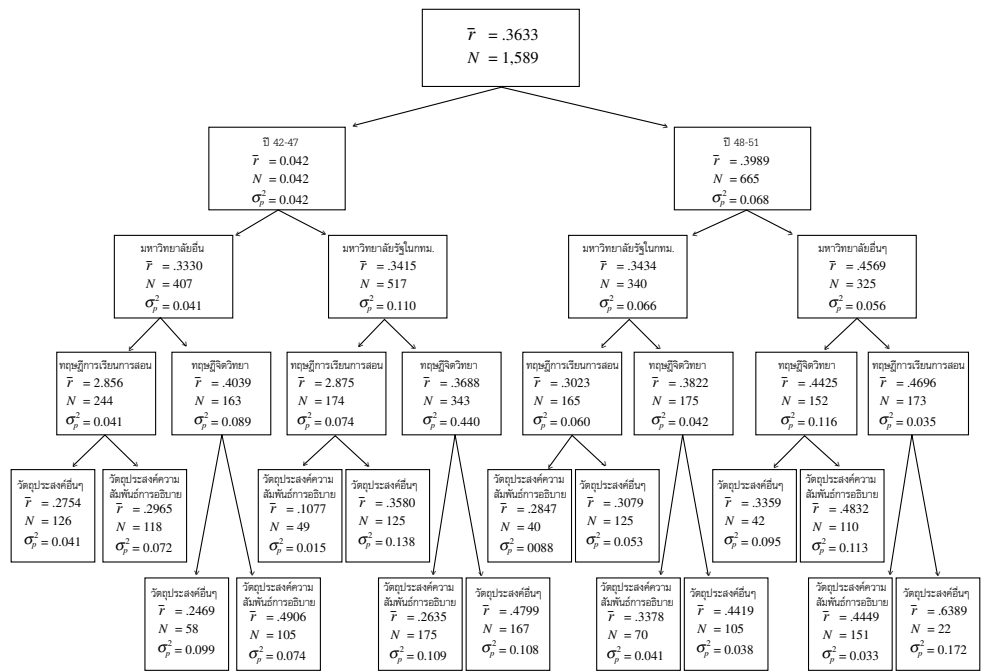 r̄ = .3633
N = 1,589
ปี 42-47
r̄ = 0.042
N = 0.042
σ²ₚ = 0.042
ปี 48-51
r̄ = .3989
N = 665
σ²ₚ = 0.068
มหาวิทยาลัยอื่น
r̄ = .3330
N = 407
σ²ₚ = 0.041
มหาวิทยาลัยรัฐในกทม.
r̄ = .3415
N = 517
σ²ₚ = 0.110
มหาวิทยาลัยรัฐในกทม.
r̄ = .3434
N = 340
σ²ₚ = 0.066
มหาวิทยาลัยอื่นๆ
r̄ = .4569
N = 325
σ²ₚ = 0.056
ทฤษฎีการเรียนการสอน
r̄ = 2.856
N = 244
σ²ₚ = 0.041
ทฤษฎีจิตวิทยา
r̄ = .4039
N = 163
σ²ₚ = 0.089
ทฤษฎีการเรียนการสอน
r̄ = 2.875
N = 174
σ²ₚ = 0.074
ทฤษฎีจิตวิทยา
r̄ = .3688
N = 343
σ²ₚ = 0.440
ทฤษฎีการเรียนการสอน
r̄ = .3023
N = 165
σ²ₚ = 0.060
ทฤษฎีจิตวิทยา
r̄ = .3822
N = 175
σ²ₚ = 0.042
ทฤษฎีจิตวิทยา
r̄ = .4425
N = 152
σ²ₚ = 0.116
ทฤษฎีการเรียนการสอน
r̄ = .4696
N = 173
σ²ₚ = 0.035
วัตถุประสงค์อื่นๆ
r̄ = .2754
N = 126
σ²ₚ = 0.041
วัตถุประสงค์ความ
สัมพันธ์การอธิบาย
r̄ = .2965
N = 118
σ²ₚ = 0.072
วัตถุประสงค์ความ
สัมพันธ์การอธิบาย
r̄ = .1077
N = 49
σ²ₚ = 0.015
วัตถุประสงค์อื่นๆ
r̄ = .3580
N = 125
σ²ₚ = 0.138
วัตถุประสงค์ความ
สัมพันธ์การอธิบาย
r̄ = .2847
N = 40
σ²ₚ = 0088
วัตถุประสงค์อื่นๆ
r̄ = .3079
N = 125
σ²ₚ = 0.053
วัตถุประสงค์อื่นๆ
r̄ = .3359
N = 42
σ²ₚ = 0.095
วัตถุประสงค์ความ
สัมพันธ์การอธิบาย
r̄ = .4832
N = 110
σ²ₚ = 0.113
วัตถุประสงค์อื่นๆ
r̄ = .2469
N = 58
σ²ₚ = 0.099
วัตถุประสงค์ความ
สัมพันธ์การอธิบาย
r̄ = .4906
N = 105
σ²ₚ = 0.074
วัตถุประสงค์ความ
สัมพันธ์การอธิบาย
r̄ = .2635
N = 175
σ²ₚ = 0.109
วัตถุประสงค์อื่นๆ
r̄ = .4799
N = 167
σ²ₚ = 0.108
วัตถุประสงค์ความ
สัมพันธ์การอธิบาย
r̄ = .3378
N = 70
σ²ₚ = 0.041
วัตถุประสงค์อื่นๆ
r̄ = .4419
N = 105
σ²ₚ = 0.038
วัตถุประสงค์ความ
สัมพันธ์การอธิบาย
r̄ = .4449
N = 151
σ²ₚ = 0.033
วัตถุประสงค์อื่นๆ
r̄ = .6389
N = 22
σ²ₚ = 0.172